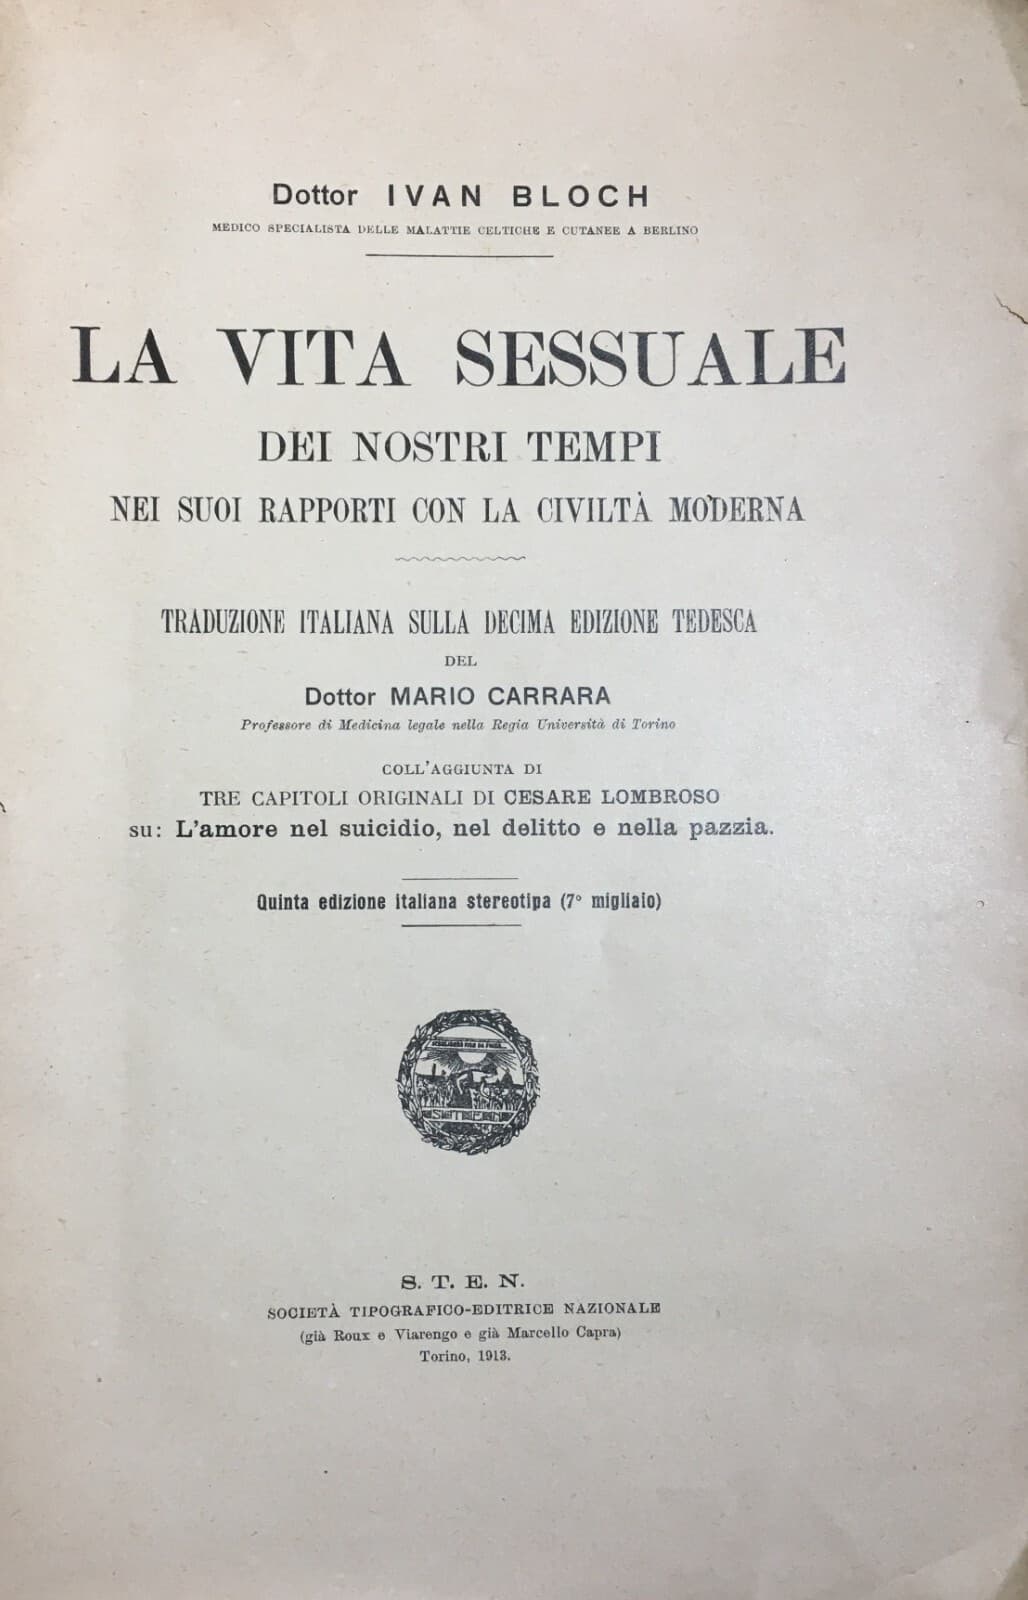 Dottor IVAN BLOCH
MEDICO SPECIALISTA DELLE MALATTIE CELTICHE E CUTANEE A BERLINO
LA VITA SESSUALE
DEI NOSTRI TEMPI
NEI SUOI RAPPORTI CON LA CIVILTÀ MODERNA
TRADUZIONE ITALIANA SULLA DECIMA EDIZIONE TEDESCA
DEL
Dottor MARIO CARRARA
Professore di Medicina legale nella Regia Università di Torino
COLL'AGGIUNTA DI
TRE CAPITOLI ORIGINALI DI CESARE LOMBROSO
su: L'amore nel suicidio, nel delitto e nella pazzia.
Quinta edizione italiana stereotipa (7° migliaio)
S·T·E·N
S. T. E. N.
SOCIETÀ TIPOGRAFICO-EDITRICE NAZIONALE
(già Roux e Viarengo e già Marcello Capra)
Torino, 1913.